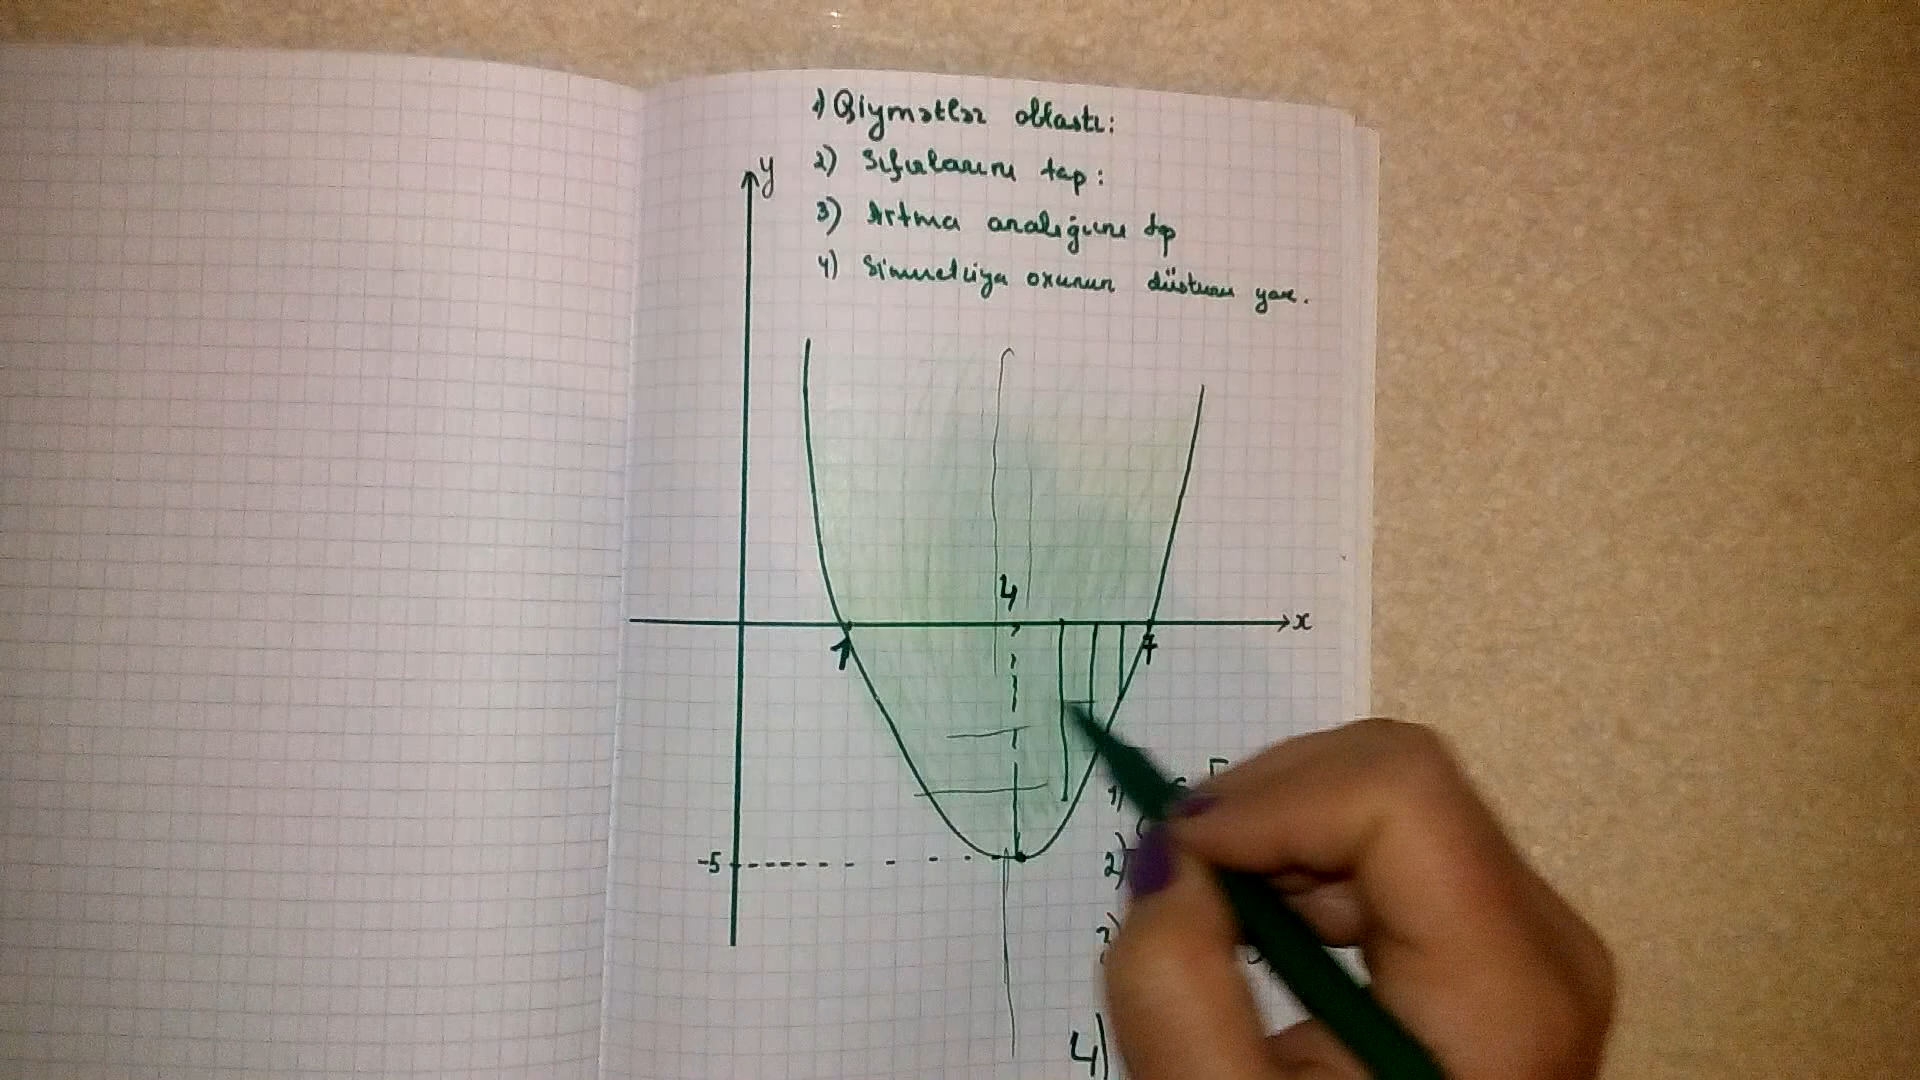 1) Qiymətlər oblastı:
y
2) Sıfırlarını tap:
3) Artma aralığını tap
4) Simmetriya oxunun düsturunu yaz.
4
x
1
7
-5
1)
2)
3)
4)